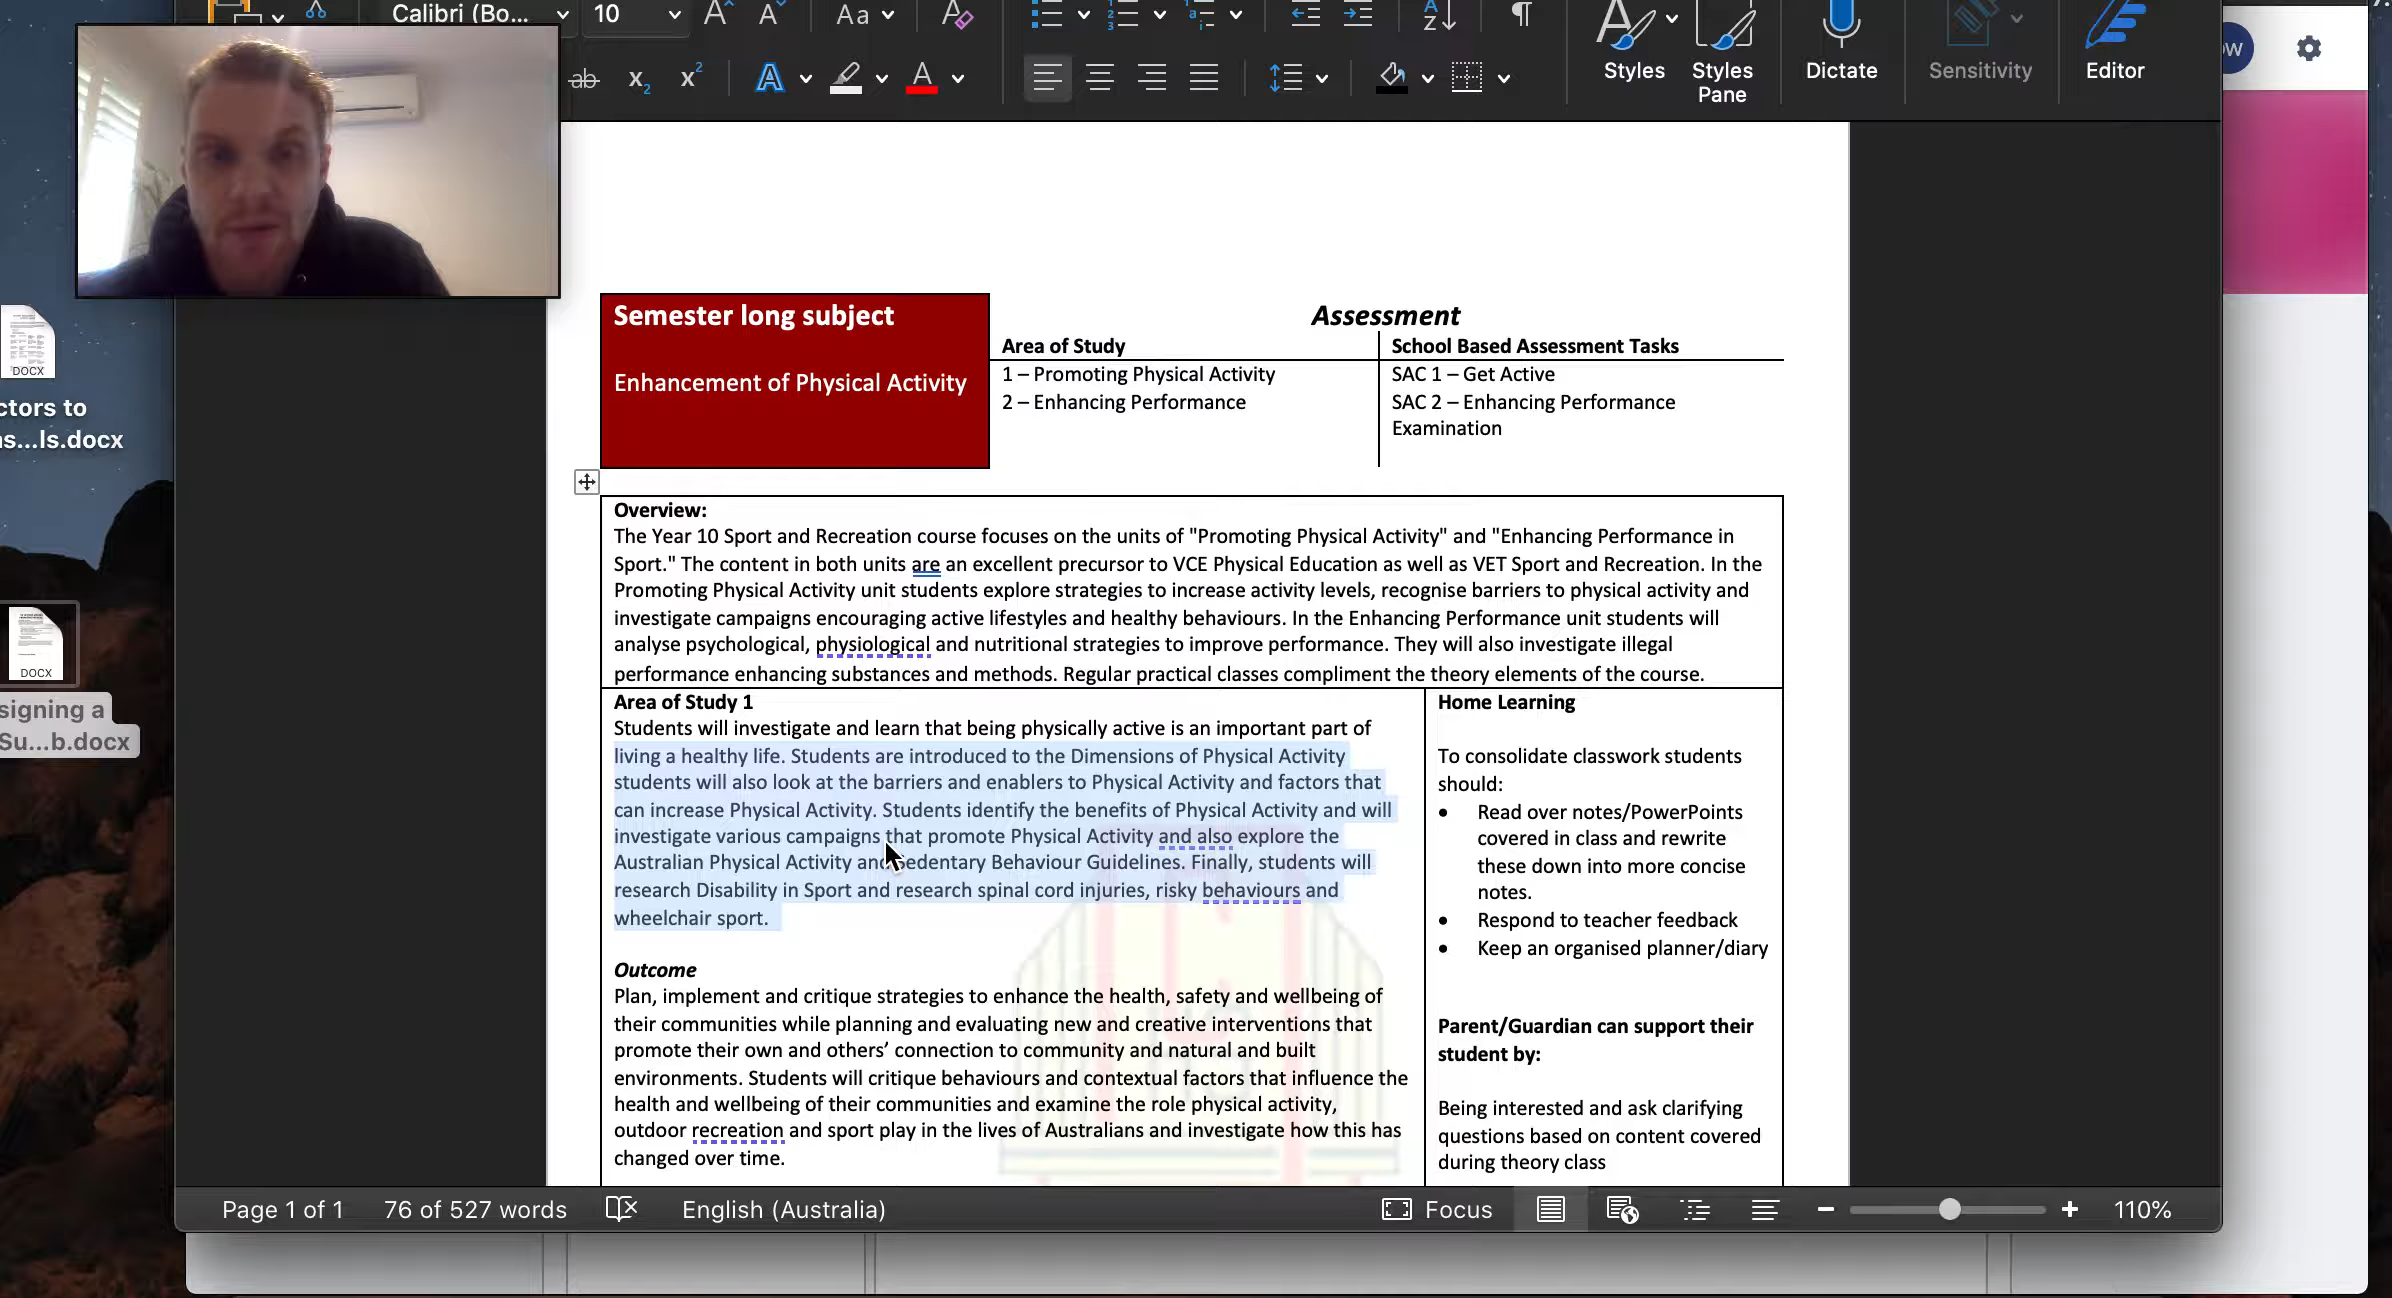 Calibri (Bo...
10
Aa
ab
x2
x2
A
A
Styles
Styles
Pane
Dictate
Sensitivity
Editor
DOCX
ctors to
...ls.docx
DOCX
signing a
Su...b.docx
Semester long subject
Enhancement of Physical Activity
Assessment
Area of Study
School Based Assessment Tasks
1 – Promoting Physical Activity
SAC 1 – Get Active
2 – Enhancing Performance
SAC 2 – Enhancing Performance
Examination
Overview:
The Year 10 Sport and Recreation course focuses on the units of "Promoting Physical Activity" and "Enhancing Performance in
Sport." The content in both units are an excellent precursor to VCE Physical Education as well as VET Sport and Recreation. In the
Promoting Physical Activity unit students explore strategies to increase activity levels, recognise barriers to physical activity and
investigate campaigns encouraging active lifestyles and healthy behaviours. In the Enhancing Performance unit students will
analyse psychological, physiological and nutritional strategies to improve performance. They will also investigate illegal
performance enhancing substances and methods. Regular practical classes compliment the theory elements of the course.
Area of Study 1
Students will investigate and learn that being physically active is an important part of
living a healthy life. Students are introduced to the Dimensions of Physical Activity
students will also look at the barriers and enablers to Physical Activity and factors that
can increase Physical Activity. Students identify the benefits of Physical Activity and will
investigate various campaigns that promote Physical Activity and also explore the
Australian Physical Activity and Sedentary Behaviour Guidelines. Finally, students will
research Disability in Sport and research spinal cord injuries, risky behaviours and
wheelchair sport.
Outcome
Plan, implement and critique strategies to enhance the health, safety and wellbeing of
their communities while planning and evaluating new and creative interventions that
promote their own and others’ connection to community and natural and built
environments. Students will critique behaviours and contextual factors that influence the
health and wellbeing of their communities and examine the role physical activity,
outdoor recreation and sport play in the lives of Australians and investigate how this has
changed over time.
Home Learning
To consolidate classwork students
should:
• Read over notes/PowerPoints
covered in class and rewrite
these down into more concise
notes.
• Respond to teacher feedback
• Keep an organised planner/diary
Parent/Guardian can support their
student by:
Being interested and ask clarifying
questions based on content covered
during theory class
Page 1 of 1
76 of 527 words
English (Australia)
Focus
110%